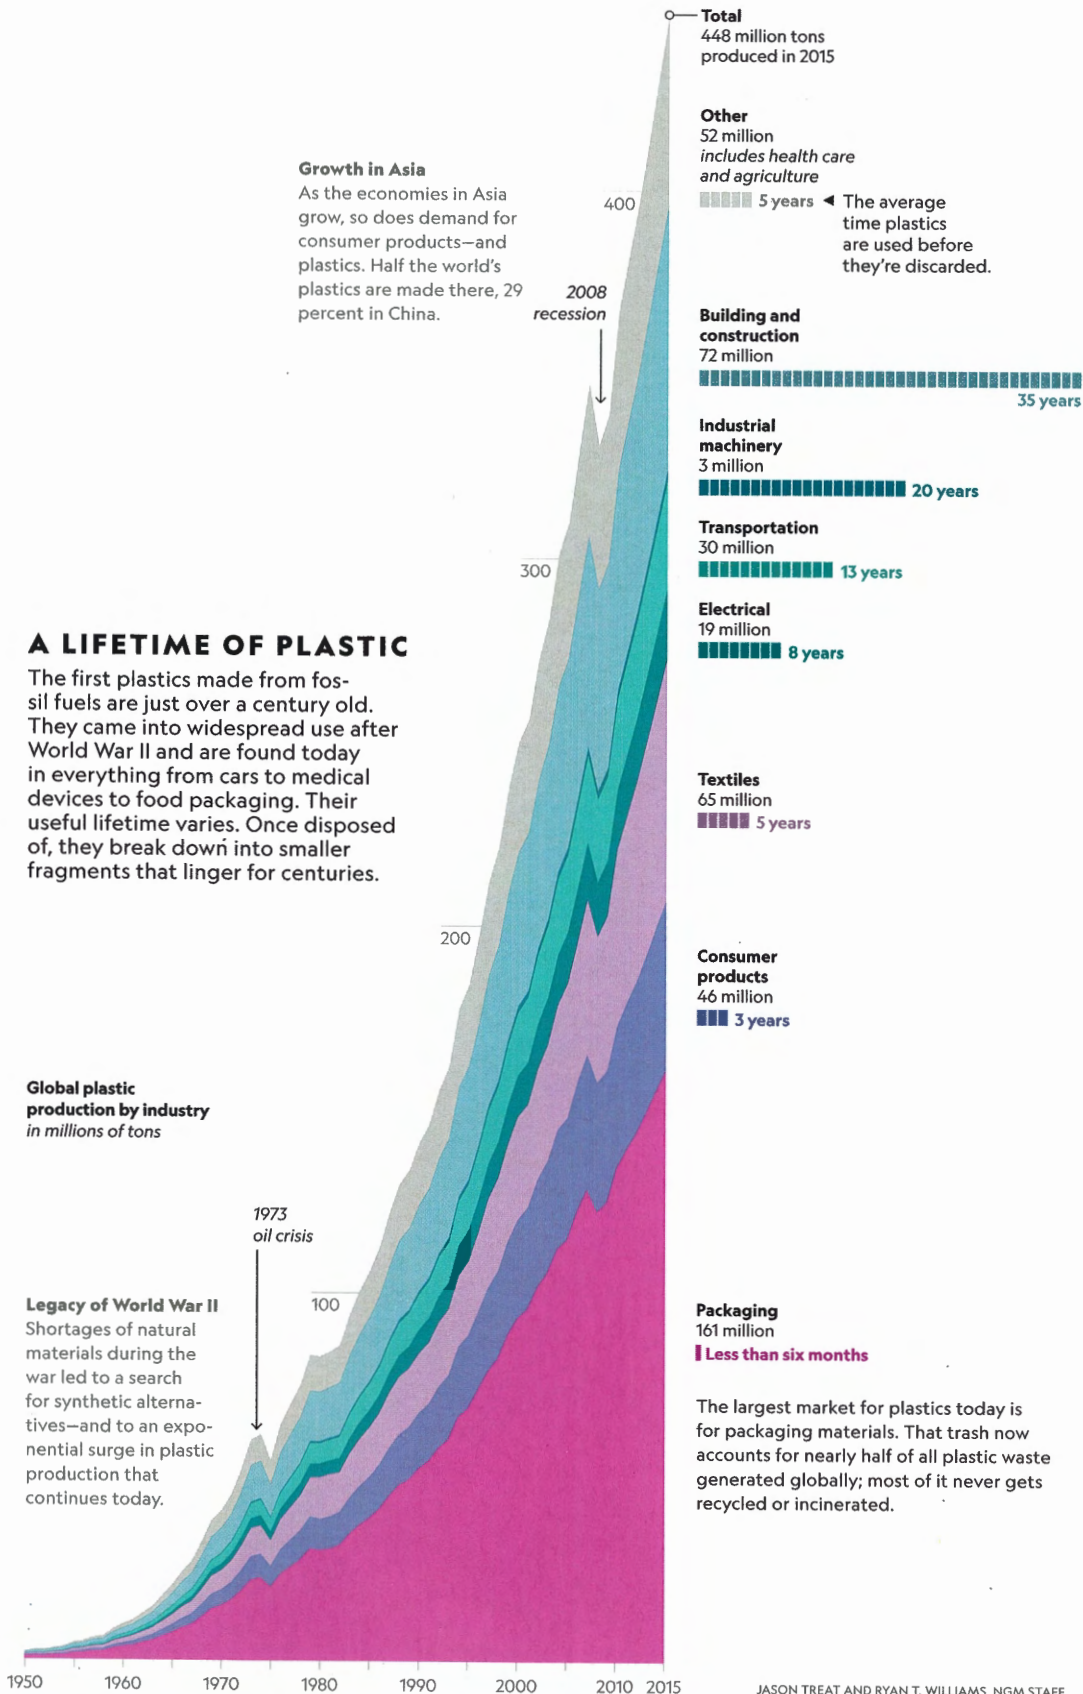 Total
448 million tons
produced in 2015
Other
52 million
includes health care
and agriculture
5 years ◄ The average
time plastics
are used before
they're discarded.
Growth in Asia
As the economies in Asia
grow, so does demand for
consumer products—and
plastics. Half the world's
plastics are made there, 29
percent in China.
400
2008
recession
Building and
construction
72 million
35 years
Industrial
machinery
3 million
20 years
Transportation
30 million
13 years
300
Electrical
19 million
8 years
A LIFETIME OF PLASTIC
The first plastics made from fos-
sil fuels are just over a century old.
They came into widespread use after
World War II and are found today
in everything from cars to medical
devices to food packaging. Their
useful lifetime varies. Once disposed
of, they break down into smaller
fragments that linger for centuries.
Textiles
65 million
5 years
200
Consumer
products
46 million
3 years
Global plastic
production by industry
in millions of tons
1973
oil crisis
100
Legacy of World War II
Shortages of natural
materials during the
war led to a search
for synthetic alterna-
tives—and to an expo-
nential surge in plastic
production that
continues today.
Packaging
161 million
Less than six months
The largest market for plastics today is
for packaging materials. That trash now
accounts for nearly half of all plastic waste
generated globally; most of it never gets
recycled or incinerated.
1950 1960 1970 1980 1990 2000 2010 2015
JASON TREAT AND RYAN T. WILLIAMS, NGM STAFF